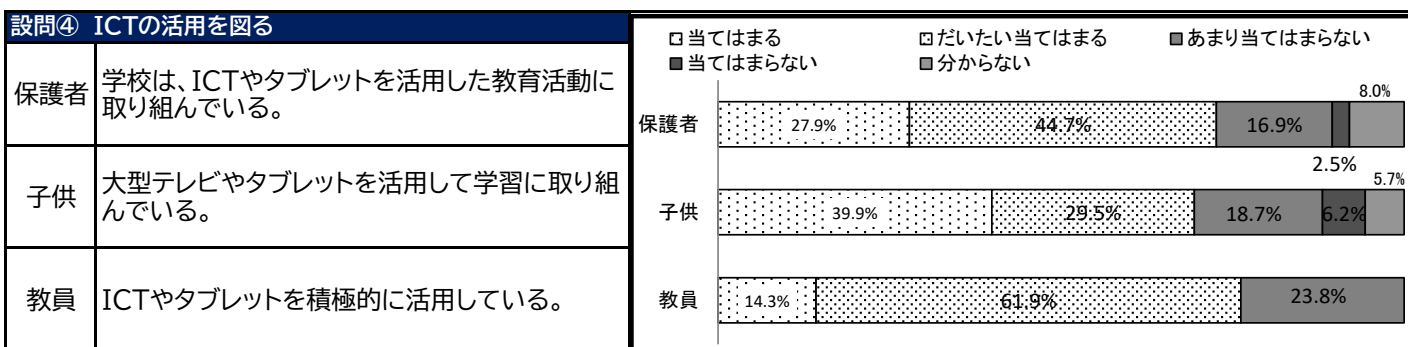 設問④ ICTの活用を図る
保護者
学校は、ICTやタブレットを活用した教育活動に
取り組んでいる。
子供
大型テレビやタブレットを活用して学習に取り組
んでいる。
教員
ICTやタブレットを積極的に活用している。
当てはまる だいたい当てはまる あまり当てはまらない
当てはまらない 分からない
8.0%
保護者 27.9% 44.7% 16.9%
2.5%
5.7%
子供 39.9% 29.5% 18.7% 6.2%
教員 14.3% 61.9% 23.8%